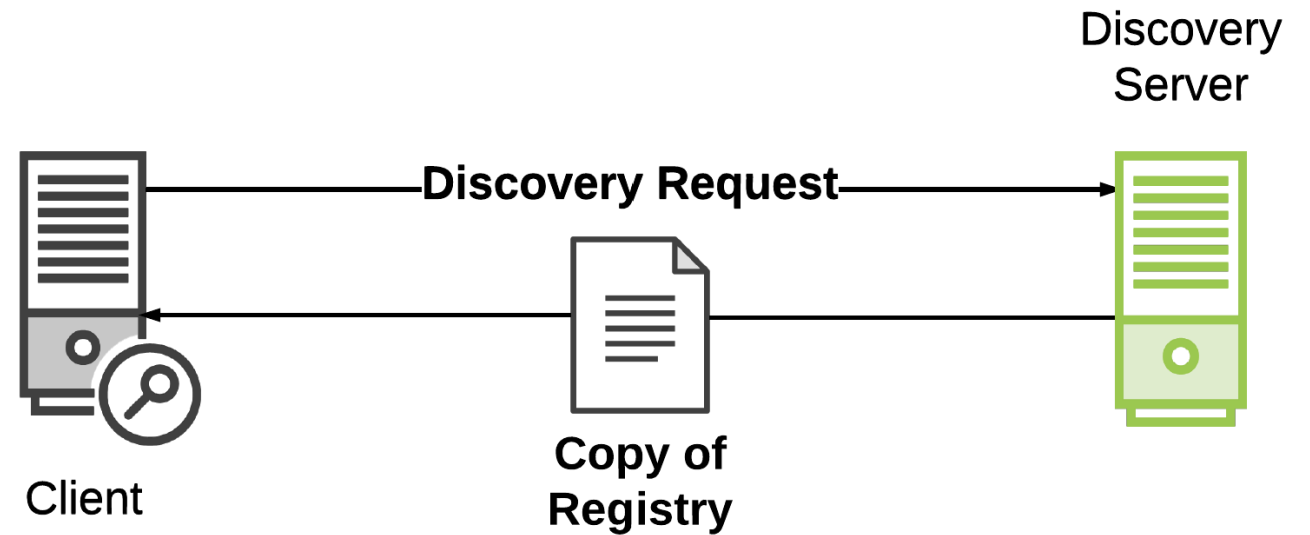 Discovery
Server
Discovery Request
Copy of
Registry
Client